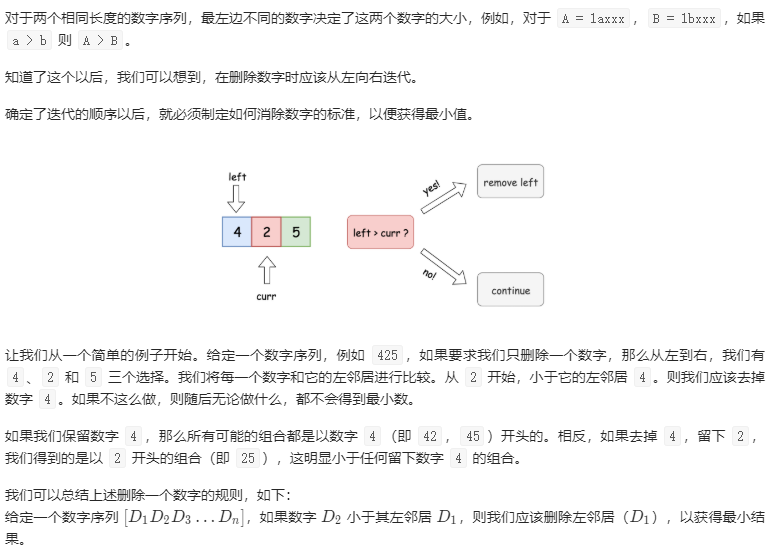 对于两个相同长度的数字序列，最左边不同的数字决定了这两个数字的大小，例如，对于 A = 1axxx，B = 1bxxx，如果
a > b 则 A > B。
知道了这个以后，我们可以想到，在删除数字时应该从左向右迭代。
确定了迭代的顺序以后，就必须制定如何消除数字的标准，以便获得最小值。
left
4 2 5
curr
left > curr ?
yes!
remove left
no!
continue
让我们从一个简单的例子开始。给定一个数字序列，例如 425，如果要求我们只删除一个数字，那么从左到右，我们有
4、2 和 5 三个选择。我们将每一个数字和它的左邻居进行比较。从 2 开始，小于它的左邻居 4。则我们应该去掉
数字 4。如果不这么做，则随后无论做什么，都不会得到最小数。
如果我们保留数字 4，那么所有可能的组合都是以数字 4（即 42，45）开头的。相反，如果去掉 4，留下 2，
我们得到的是以 2 开头的组合（即 25），这明显小于任何留下数字 4 的组合。
我们可以总结上述删除一个数字的规则，如下：
给定一个数字序列 [D₁D₂D₃…Dₙ]，如果数字 D₂ 小于其左邻居 D₁，则我们应该删除左邻居（D₁），以获得最小结
果。